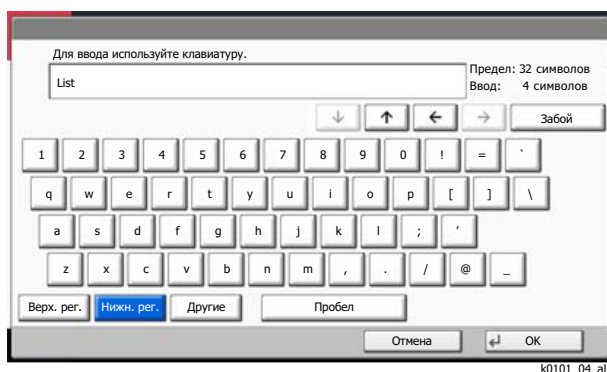 Для ввода используйте клавиатуру.
List
Предел: 32 символов
Ввод: 4 символов
Забой
1 2 3 4 5 6 7 8 9 0 ! = `
q w e r t y u i o p [ ] \
a s d f g h j k l ; ’
z x c v b n m , . / @ _
Верх. рег. Нижн. рег. Другие Пробел
Отмена OK
k0101_04_al